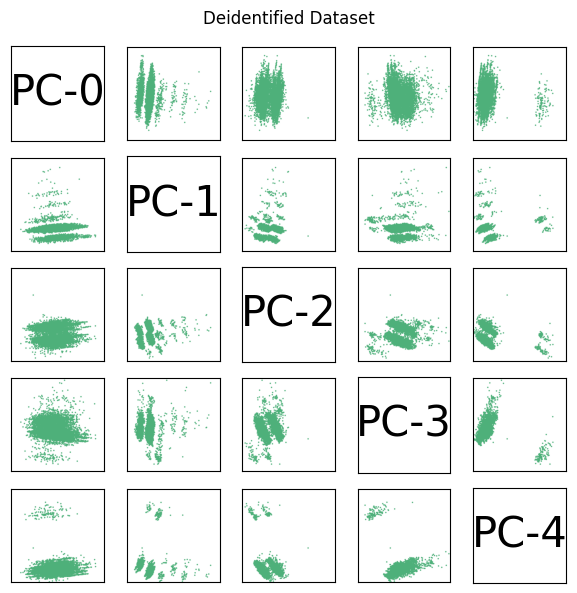 Deidentified Dataset
PC-0
PC-1
PC-2
PC-3
PC-4